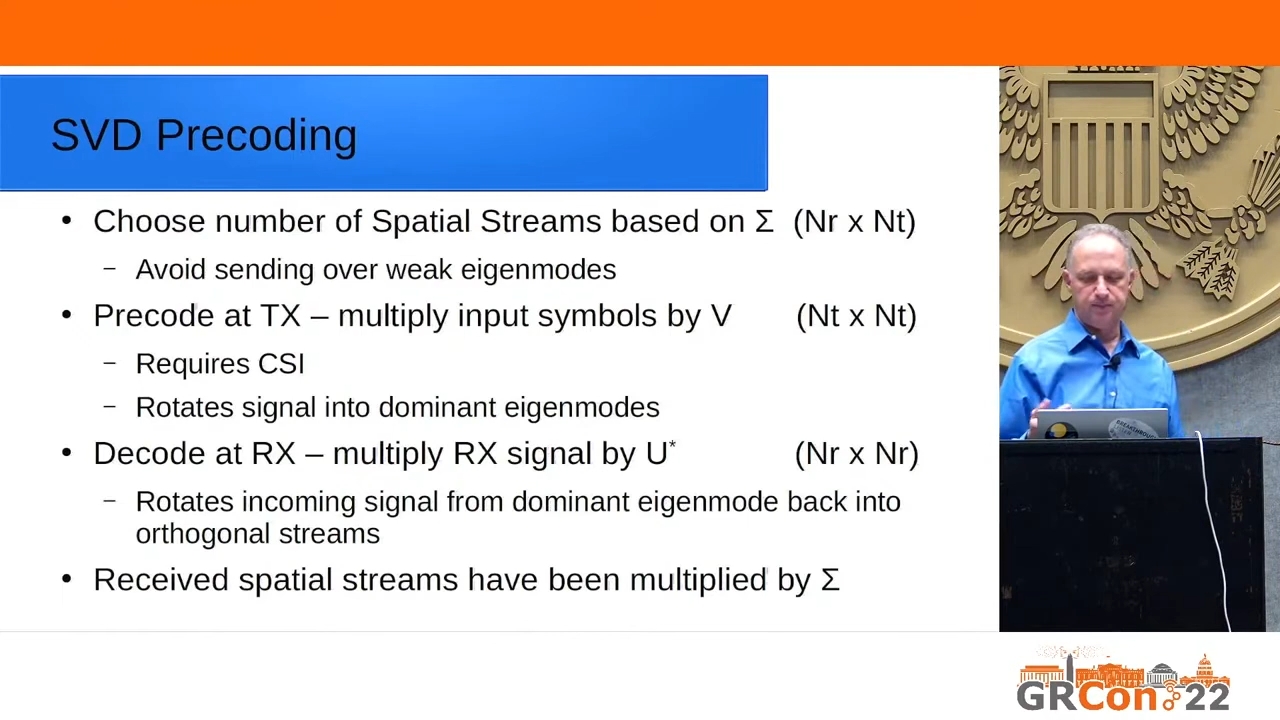 SVD Precoding
• Choose number of Spatial Streams based on Σ (Nr x Nt)
– Avoid sending over weak eigenmodes
• Precode at TX – multiply input symbols by V (Nt x Nt)
– Requires CSI
– Rotates signal into dominant eigenmodes
• Decode at RX – multiply RX signal by U* (Nr x Nr)
– Rotates incoming signal from dominant eigenmode back into
orthogonal streams
• Received spatial streams have been multiplied by Σ
BREAKTHROUGH
GRCon 22